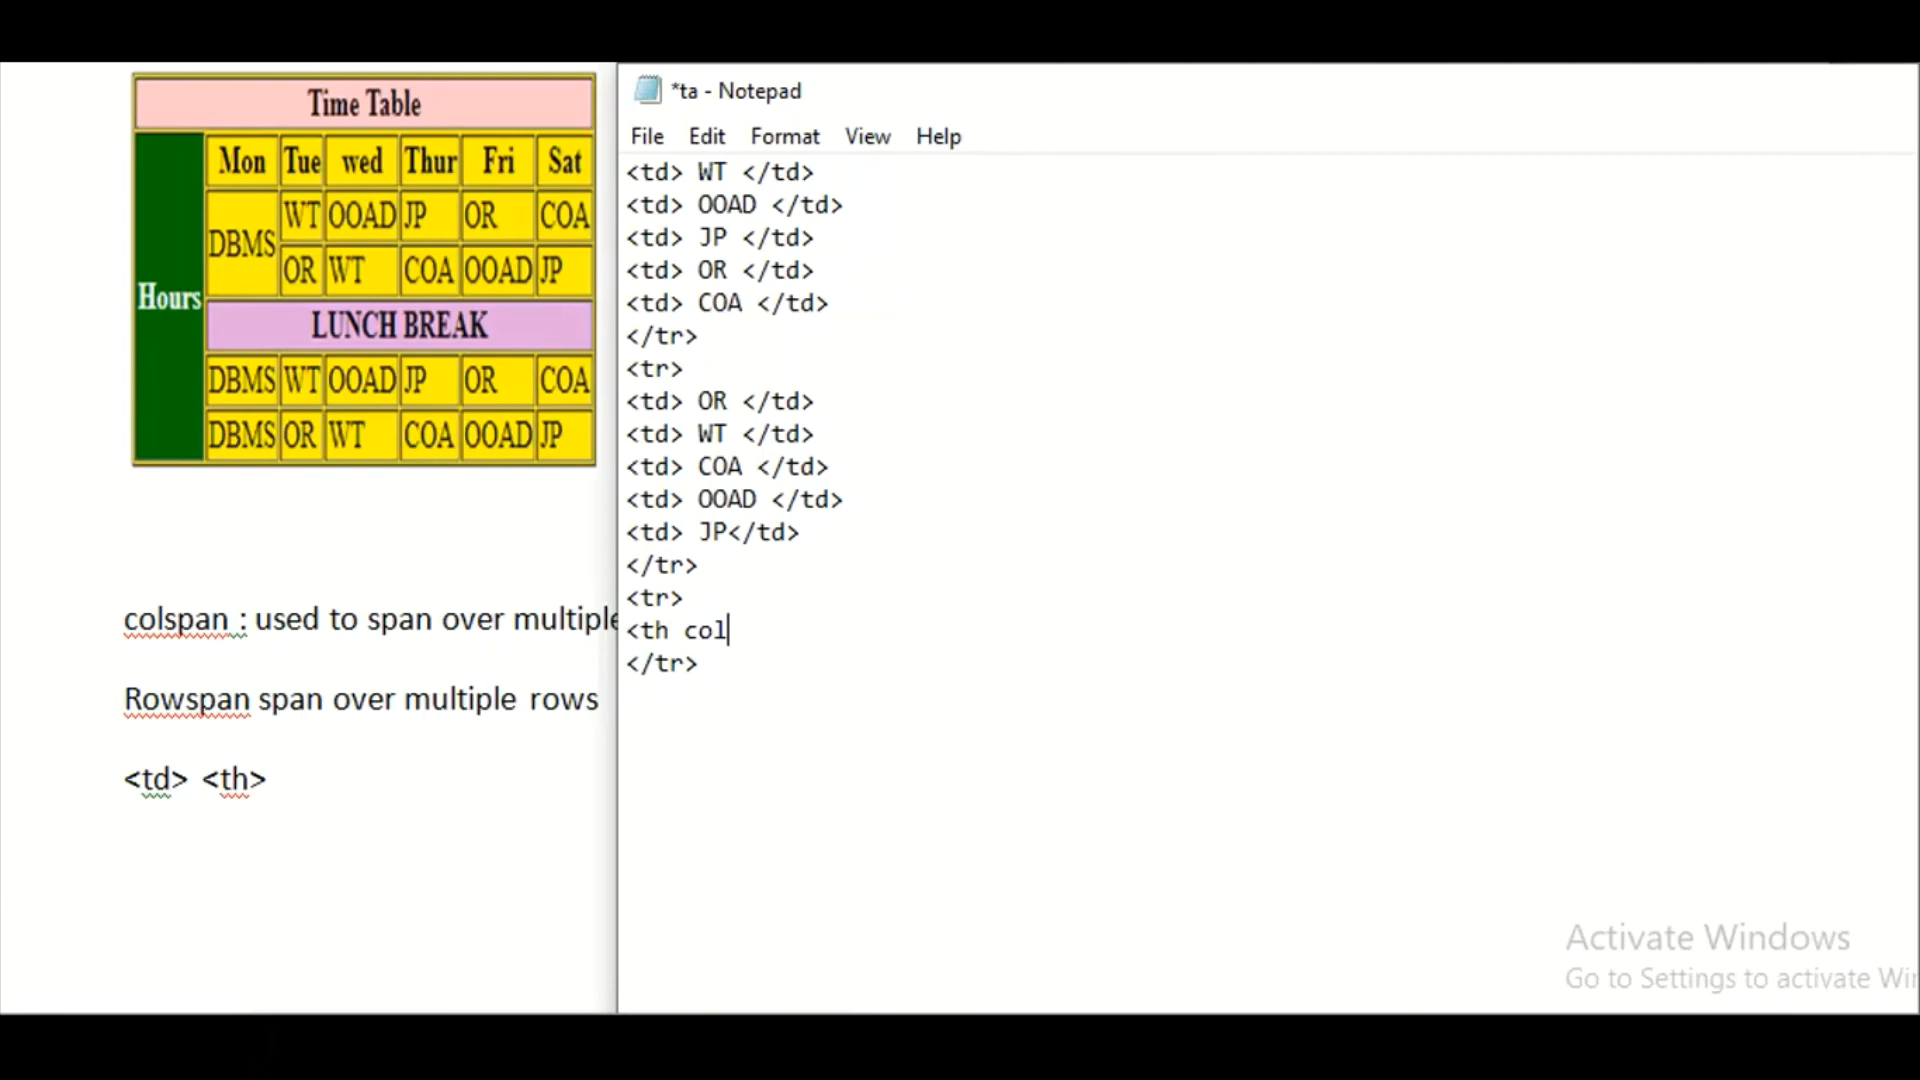 Time Table
Mon Tue wed Thur Fri Sat
WT OOAD JP OR COA
DBMS
OR WT COA OOAD JP
Hours
LUNCH BREAK
DBMS WT OOAD JP OR COA
DBMS OR WT COA OOAD JP
colspan : used to span over multiple
Rowspan span over multiple rows
<td> <th>
*ta - Notepad
File Edit Format View Help
<td> WT </td>
<td> OOAD </td>
<td> JP </td>
<td> OR </td>
<td> COA </td>
</tr>
<tr>
<td> OR </td>
<td> WT </td>
<td> COA </td>
<td> OOAD </td>
<td> JP</td>
</tr>
<tr>
<th col
</tr>
Activate Windows
Go to Settings to activate Wi